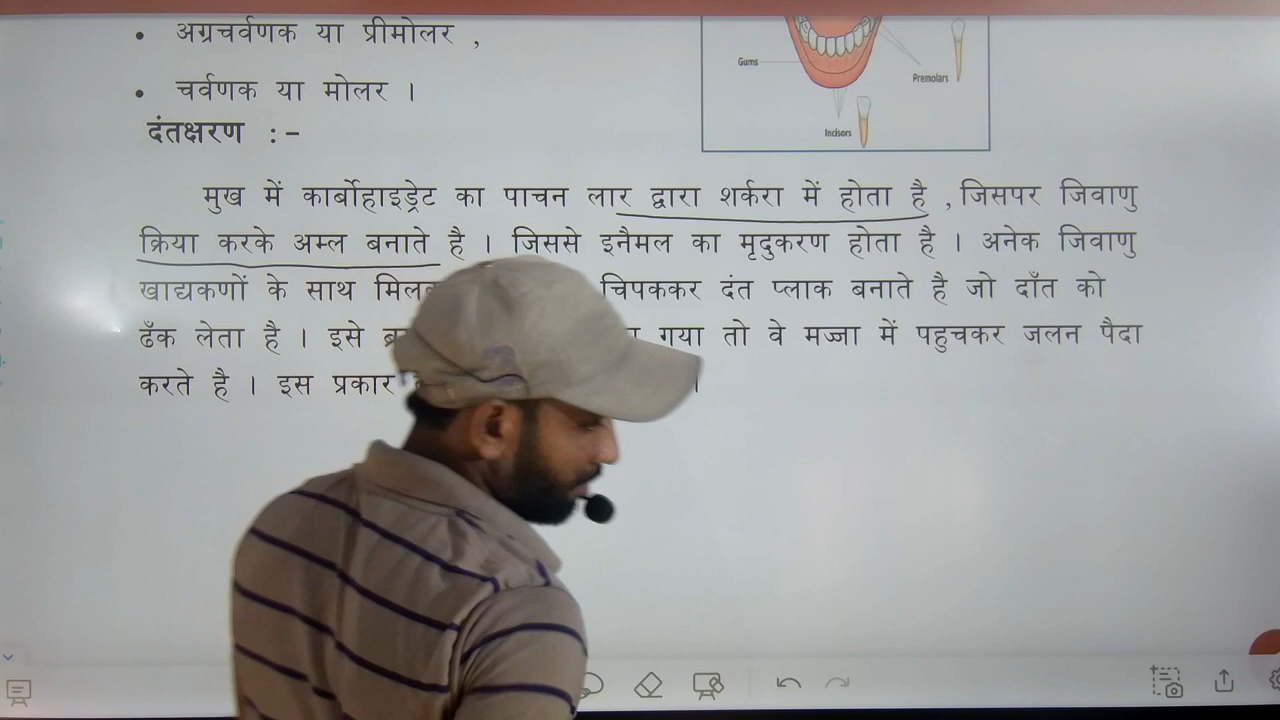 • अग्रचर्वणक या प्रीमोलर ,
• चर्वणक या मोलर ।
Gums
Premolars
Incisors
दंतक्षरण :-
मुख में कार्बोहाइड्रेट का पाचन लार द्वारा शर्करा में होता है , जिसपर जिवाणु
क्रिया करके अम्ल बनाते है । जिससे इनैमल का मृदुकरण होता है । अनेक जिवाणु
खाद्यकणों के साथ चिपककर दंत प्लाक बनाते है जो दाँत को
ढँक लेता है । इसे गया तो वे मज्जा में पहुचकर जलन पैदा
करते है । इस प्रकार